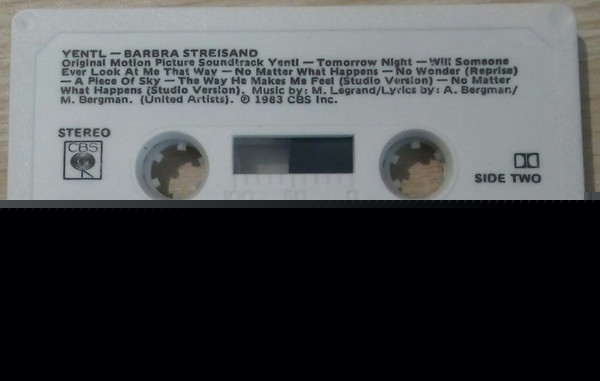 YENTL — BARBRA STREISAND
Original Motion Picture Soundtrack Yentl — Tomorrow Night — Will Someone
Ever Look At Me That Way — No Matter What Happens — No Wonder (Reprise)
— A Piece Of Sky — The Way He Makes Me Feel (Studio Version) — No Matter
What Happens (Studio Version). Music by: M. Legrand/Lyrics by: A. Bergman/
M. Bergman. (United Artists). ℗ 1983 CBS Inc.
STEREO
CBS
SIDE TWO